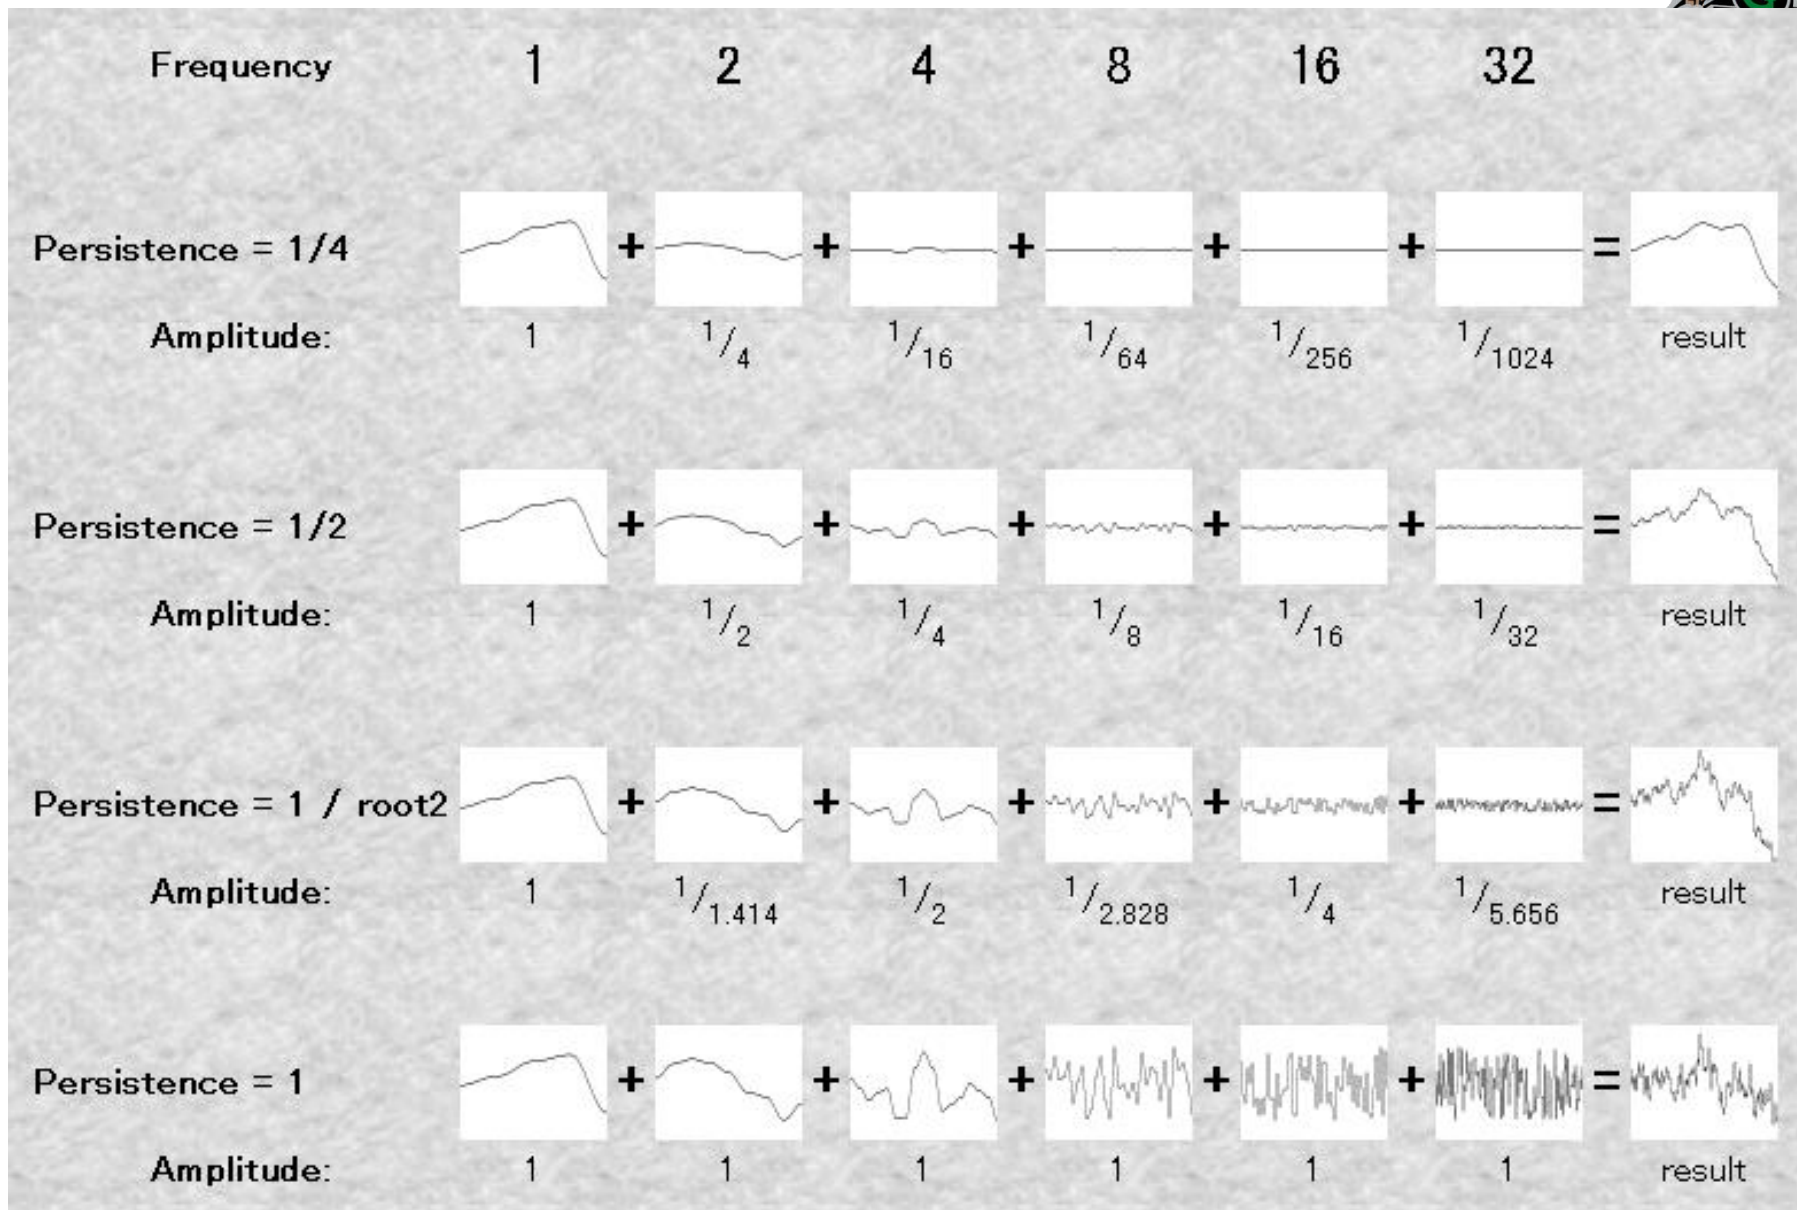 Frequency 1 2 4 8 16 32
Persistence = 1/4 + + + + + =
Amplitude: 1 1/4 1/16 1/64 1/256 1/1024 result
Persistence = 1/2 + + + + + =
Amplitude: 1 1/2 1/4 1/8 1/16 1/32 result
Persistence = 1 / root2 + + + + + =
Amplitude: 1 1/1.414 1/2 1/2.828 1/4 1/5.656 result
Persistence = 1 + + + + + =
Amplitude: 1 1 1 1 1 1 result